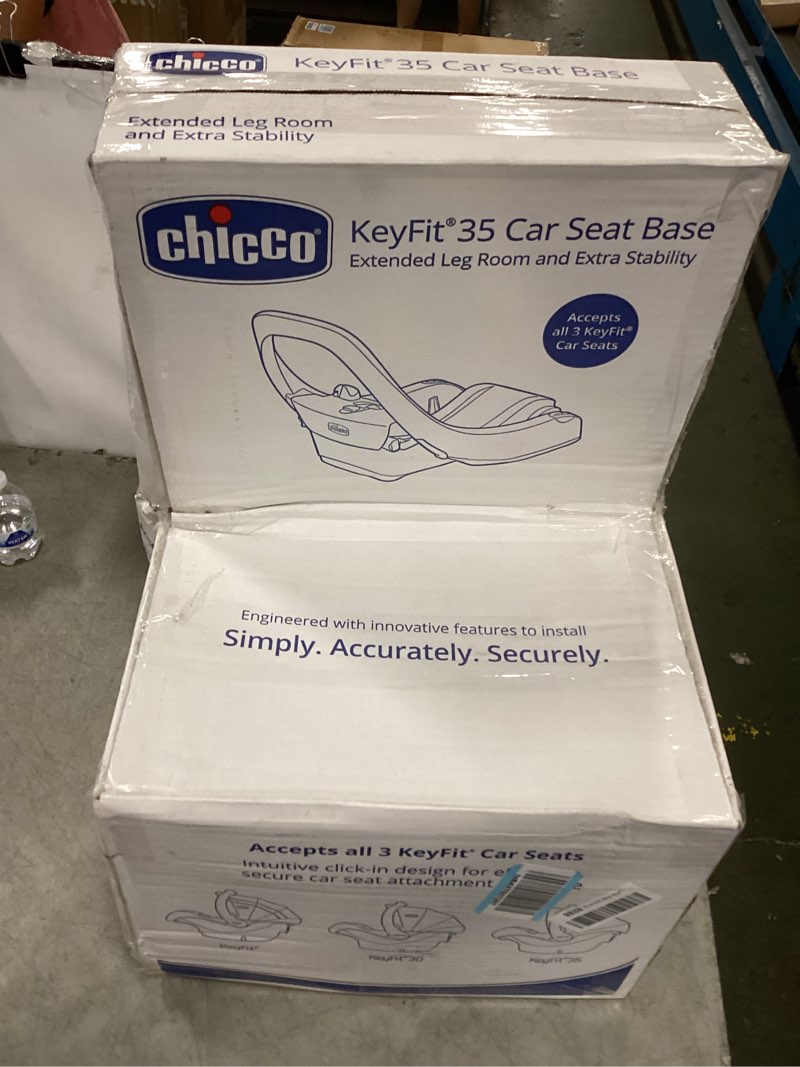 chicco KeyFit® 35 Car Seat Base
Extended Leg Room
and Extra Stability
chicco®
KeyFit® 35 Car Seat Base
Extended Leg Room and Extra Stability
Accepts
all 3 KeyFit®
Car Seats
chicco
Engineered with innovative features to install
Simply. Accurately. Securely.
Accepts all 3 KeyFit® Car Seats
Intuitive click-in design for
secure car seat attachment
KeyFit®
KeyFit® 30
KeyFit® 35
WATER